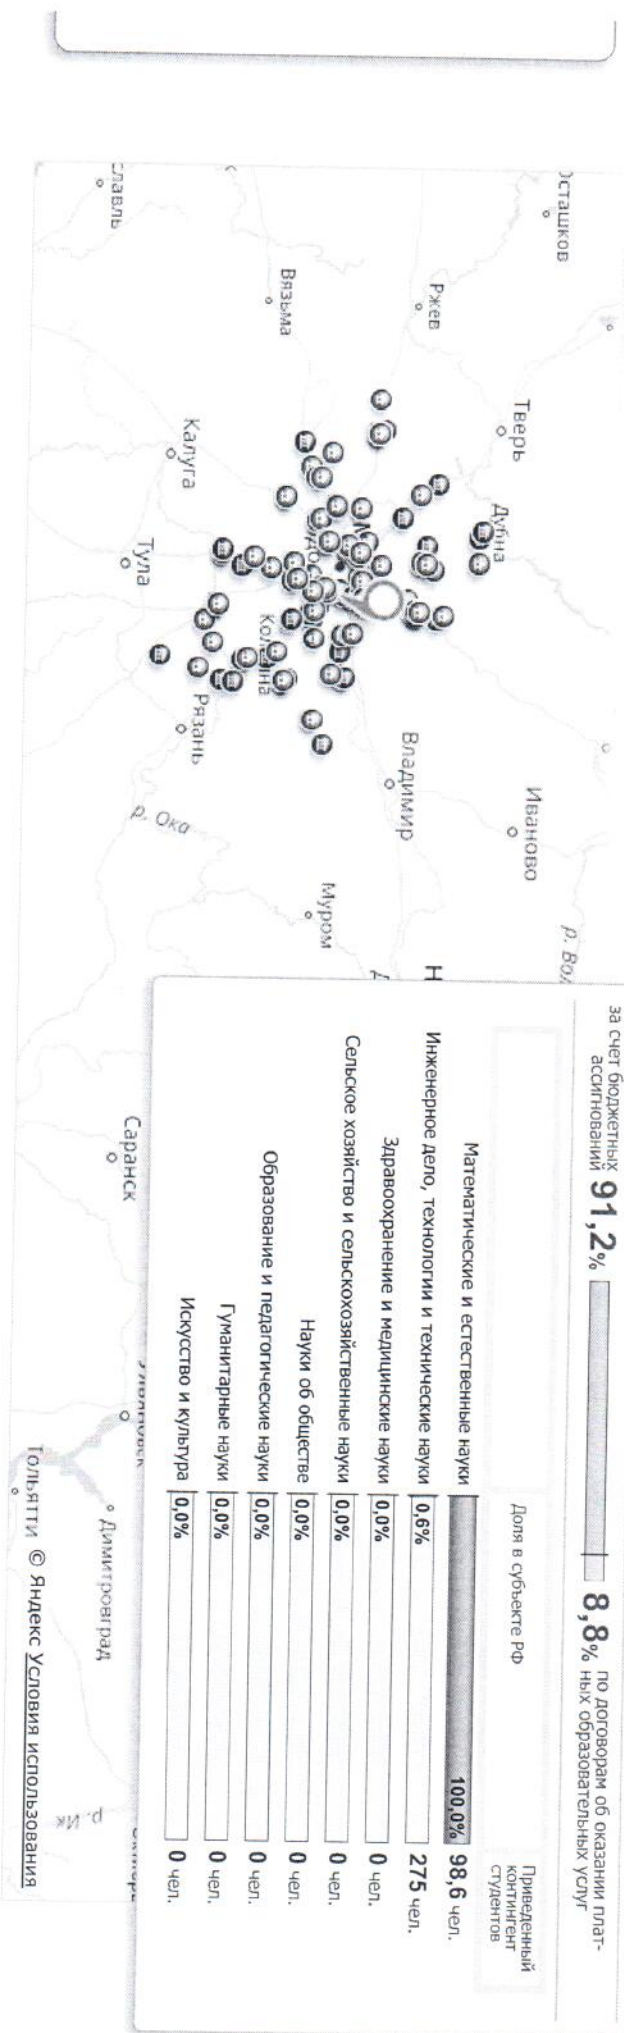 за счет бюджетных
ассигнований 91,2%
8,8% по договорам об оказании плат-
ных образовательных услуг
Доля в субъекте РФ
Приведенный
контингент
студентов
Математические и естественные науки 100,0% 98,6 чел.
Инженерное дело, технологии и технические науки 0,6% 275 чел.
Здравоохранение и медицинские науки 0,0% 0 чел.
Сельское хозяйство и сельскохозяйственные науки 0,0% 0 чел.
Науки об обществе 0,0% 0 чел.
Образование и педагогические науки 0,0% 0 чел.
Гуманитарные науки 0,0% 0 чел.
Искусство и культура 0,0% 0 чел.
Осташков
Тверь
Иваново
р. Вол
Дубна
Ржев
Владимир
Н
Вязьма
Муром
Калуга
Рязань
р. Ока
Тула
славль
Саранск
Димитровград
р. Ик
Тольятти
© Яндекс Условия использования